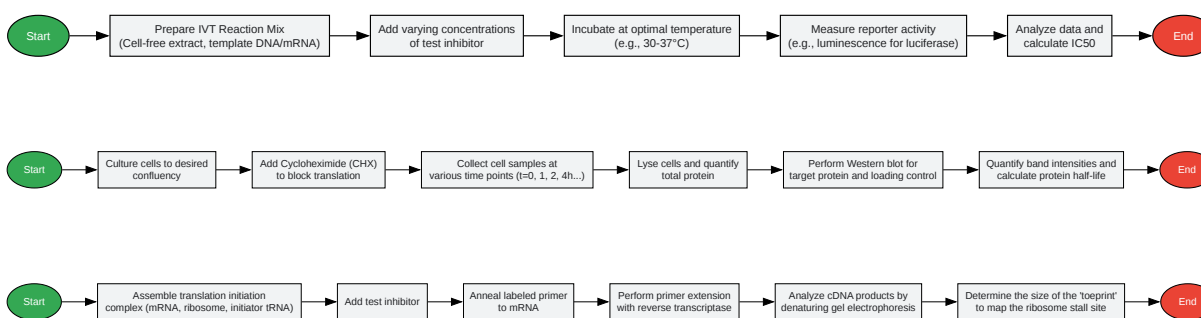 Start
Prepare IVT Reaction Mix
(Cell-free extract, template DNA/mRNA)
Add varying concentrations
of test inhibitor
Incubate at optimal temperature
(e.g., 30-37°C)
Measure reporter activity
(e.g., luminescence for luciferase)
Analyze data and
calculate IC50
End
Start
Culture cells to desired
confluency
Add Cycloheximide (CHX)
to block translation
Collect cell samples at
various time points (t=0, 1, 2, 4h...)
Lyse cells and quantify
total protein
Perform Western blot for
target protein and loading control
Quantify band intensities and
calculate protein half-life
End
Start
Assemble translation initiation
complex (mRNA, ribosome, initiator tRNA)
Add test inhibitor
Anneal labeled primer
to mRNA
Perform primer extension
with reverse transcriptase
Analyze cDNA products by
denaturing gel electrophoresis
Determine the size of the 'toeprint'
to map the ribosome stall site
End